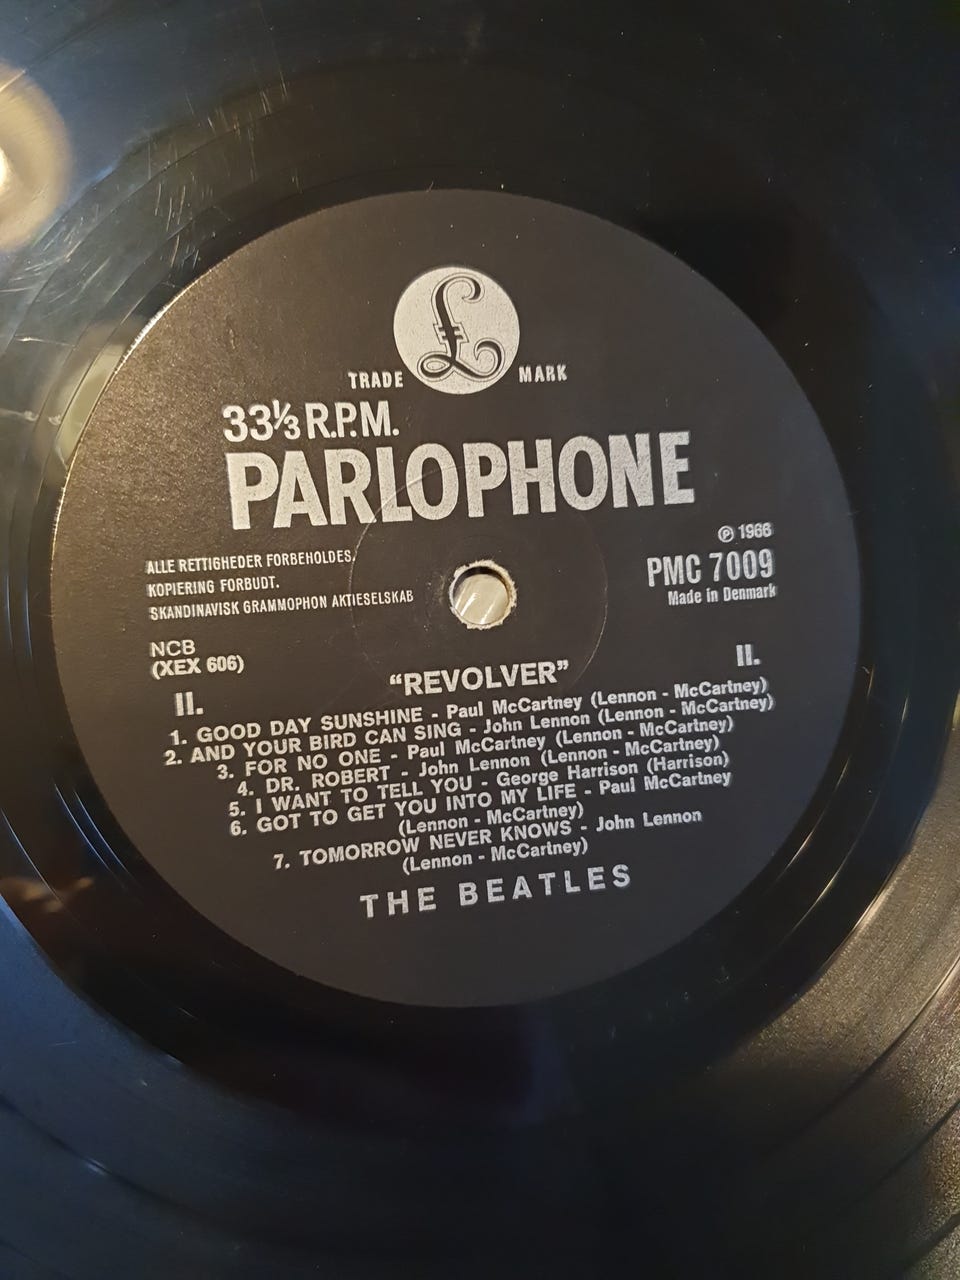 £
TRADE MARK
33⅓ R.P.M.
PARLOPHONE
℗ 1966
ALLE RETTIGHEDER FORBEHOLDES.
KOPIERING FORBUDT.
SKANDINAVISK GRAMMOPHON AKTIESELSKAB
PMC 7009
Made in Denmark
NCB
(XEX 606)
II.
II.
"REVOLVER"
1. GOOD DAY SUNSHINE - Paul McCartney (Lennon - McCartney)
2. AND YOUR BIRD CAN SING - John Lennon (Lennon - McCartney)
3. FOR NO ONE - Paul McCartney (Lennon - McCartney)
4. DR. ROBERT - John Lennon (Lennon - McCartney)
5. I WANT TO TELL YOU - George Harrison (Harrison)
6. GOT TO GET YOU INTO MY LIFE - Paul McCartney
(Lennon - McCartney)
7. TOMORROW NEVER KNOWS - John Lennon
(Lennon - McCartney)
THE BEATLES